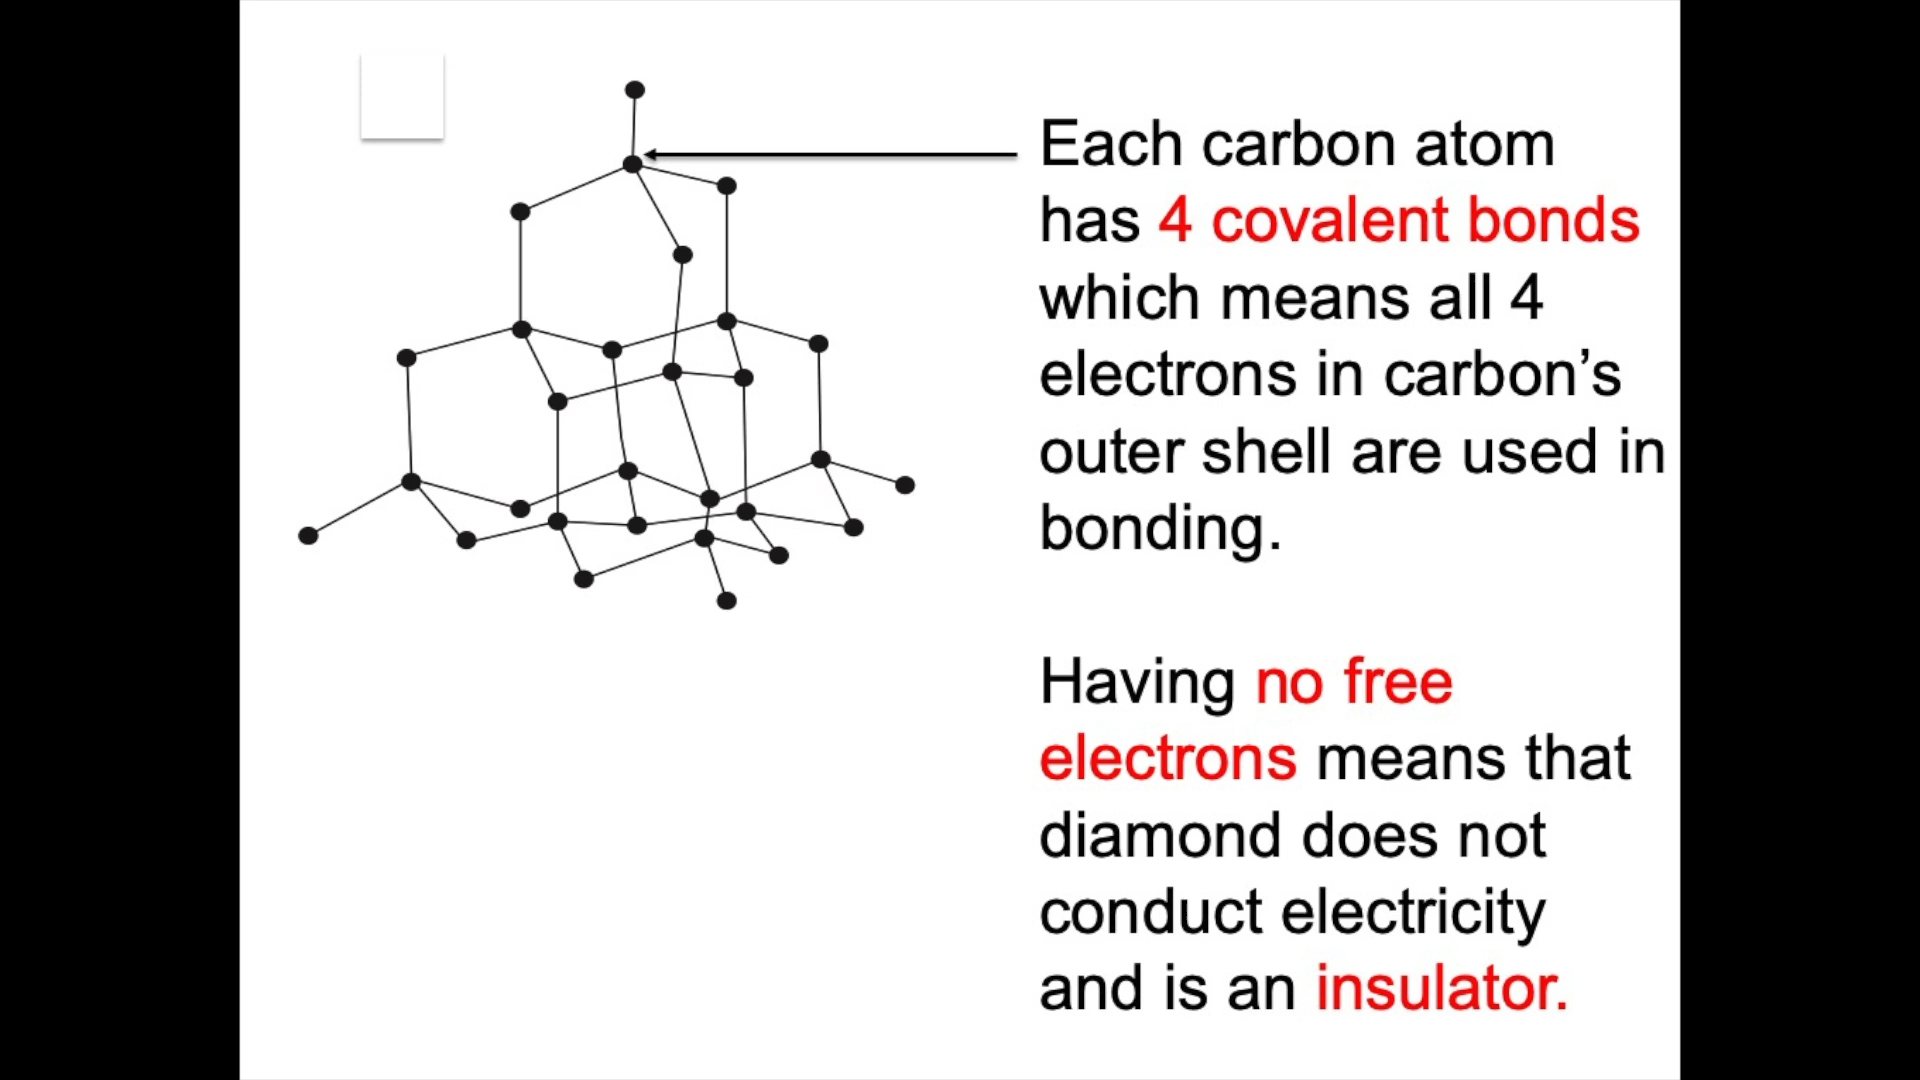 Each carbon atom
has 4 covalent bonds
which means all 4
electrons in carbon’s
outer shell are used in
bonding.
Having no free
electrons means that
diamond does not
conduct electricity
and is an insulator.